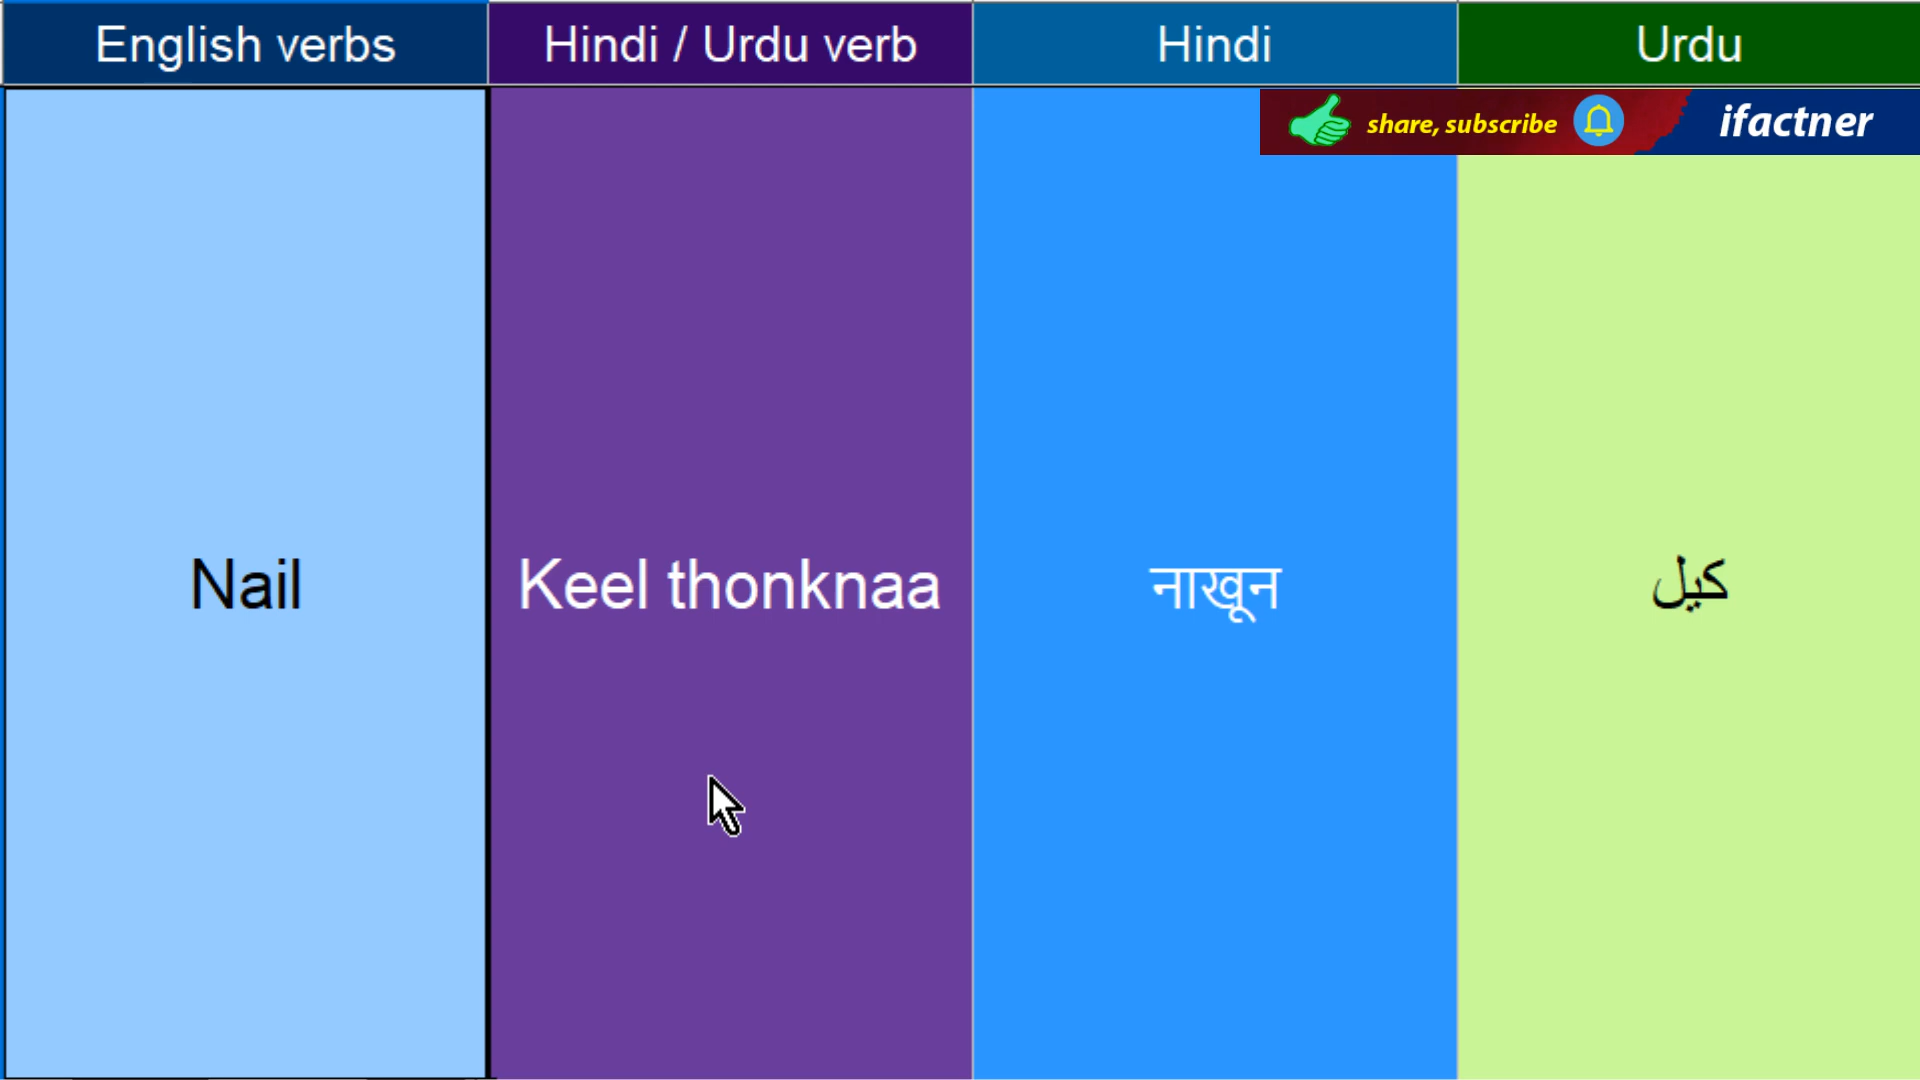 English verbs
Hindi / Urdu verb
Hindi
Urdu
share, subscribe
ifactner
Nail
Keel thonknaa
नाखून
کیل